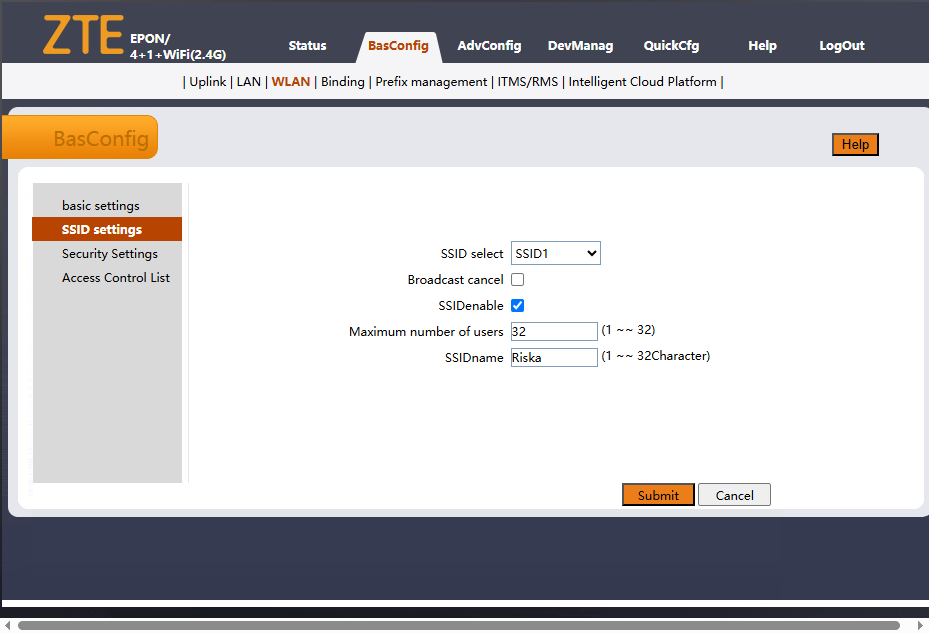 ZTE EPON/
4+1+WiFi(2.4G)
Status BasConfig AdvConfig DevManag QuickCfg Help LogOut
| Uplink | LAN | WLAN | Binding | Prefix management | ITMS/RMS | Intelligent Cloud Platform |
BasConfig
Help
basic settings
SSID settings
Security Settings
Access Control List
SSID select SSID1
Broadcast cancel
SSIDenable
Maximum number of users 32 (1 ~~ 32)
SSIDname Riska (1 ~~ 32Character)
Submit Cancel